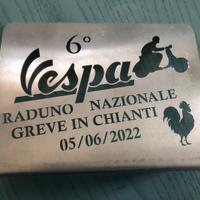 6°
Vespa
RADUNO NAZIONALE
GREVE IN CHIANTI
05/06/2022